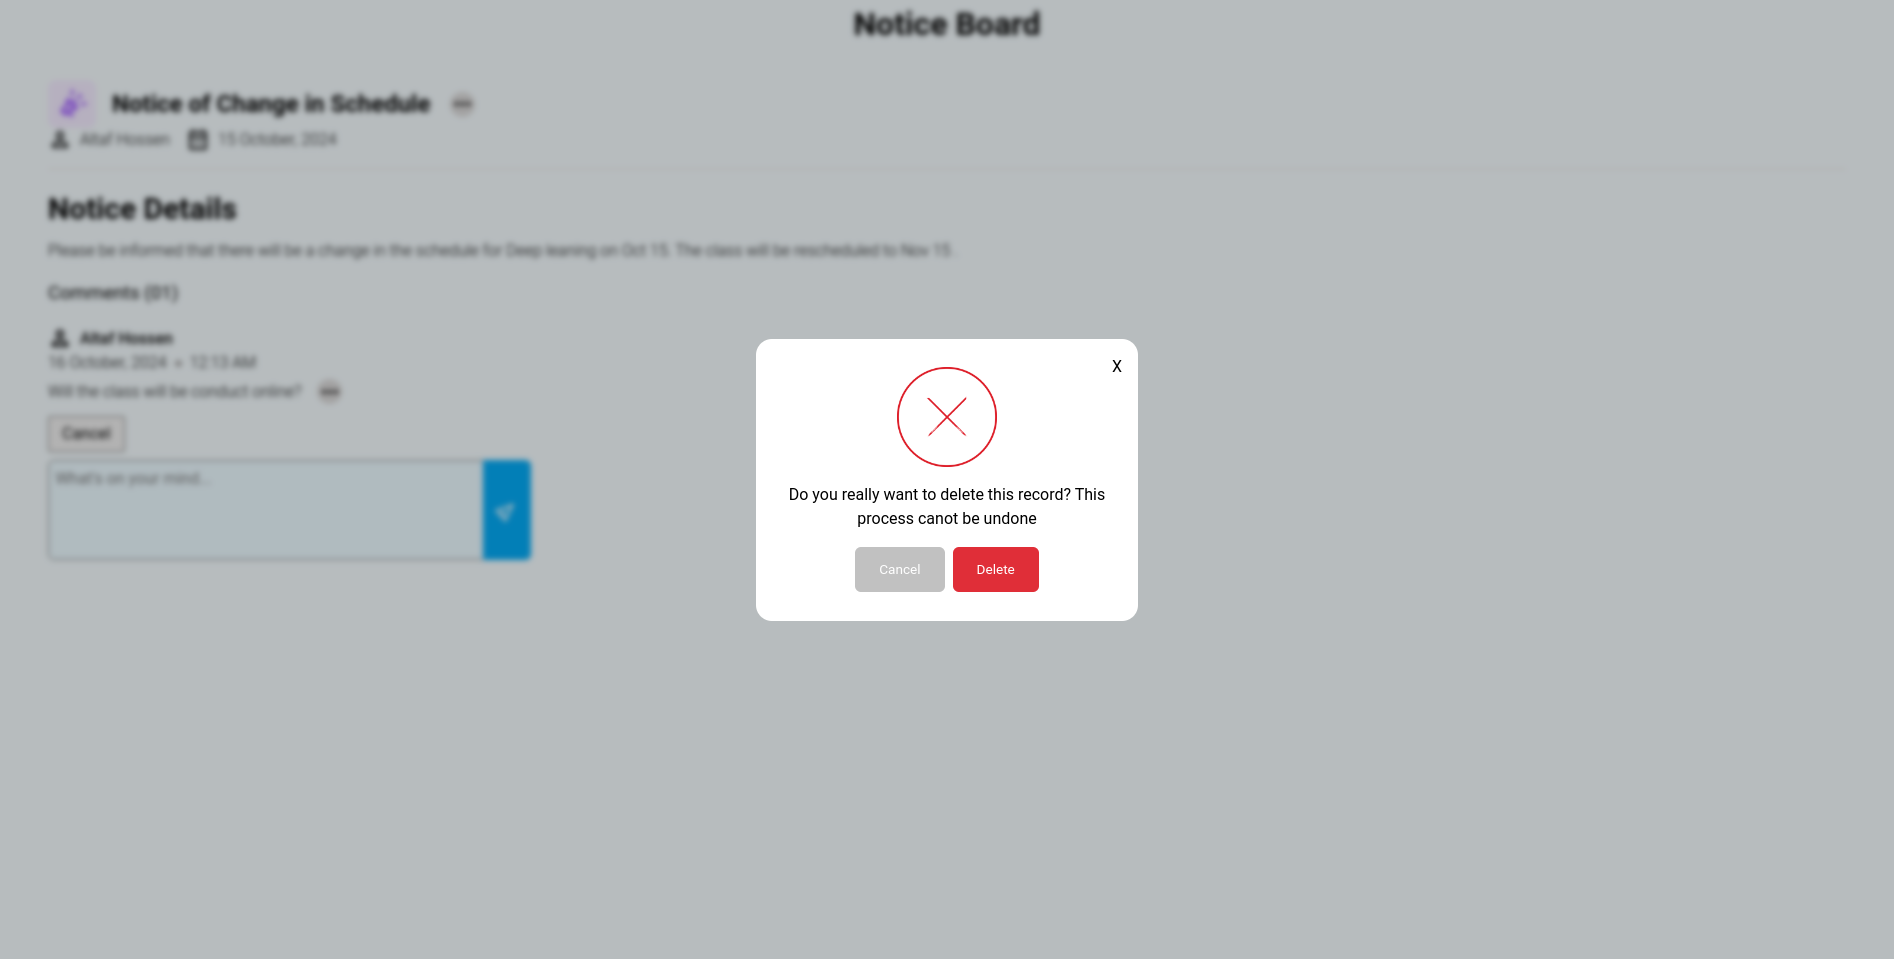 Notice Board
Notice of Change in Schedule
Altaf Hossen 15 October, 2024
Notice Details
Please be informed that there will be a change in the schedule for Deep leaning on Oct 15. The class will be rescheduled to Nov 15.
Comments (01)
Altaf Hossen
16 October, 2024 • 12:13 AM
Will the class will be conduct online?
Cancel
What's on your mind...
X
Do you really want to delete this record? This
process canot be undone
Cancel Delete